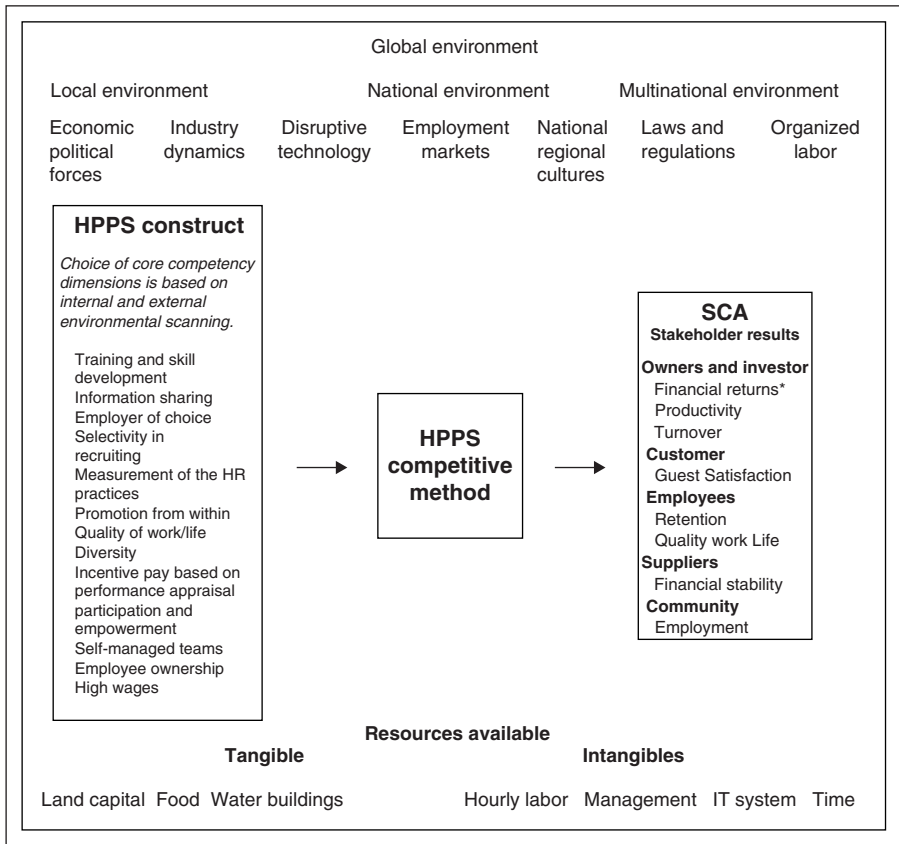 Global environment
Local environment National environment Multinational environment
Economic political forces
Industry dynamics
Disruptive technology
Employment markets
National regional cultures
Laws and regulations
Organized labor
HPPS construct
Choice of core competency
dimensions is based on
internal and external
environmental scanning.
Training and skill
development
Information sharing
Employer of choice
Selectivity in
recruiting
Measurement of the HR
practices
Promotion from within
Quality of work/life
Diversity
Incentive pay based on
performance appraisal
participation and
empowerment
Self-managed teams
Employee ownership
High wages
HPPS
competitive
method
SCA
Stakeholder results
Owners and investor
Financial returns*
Productivity
Turnover
Customer
Guest Satisfaction
Employees
Retention
Quality work Life
Suppliers
Financial stability
Community
Employment
Resources available
Tangible Intangibles
Land capital Food Water buildings Hourly labor Management IT system Time